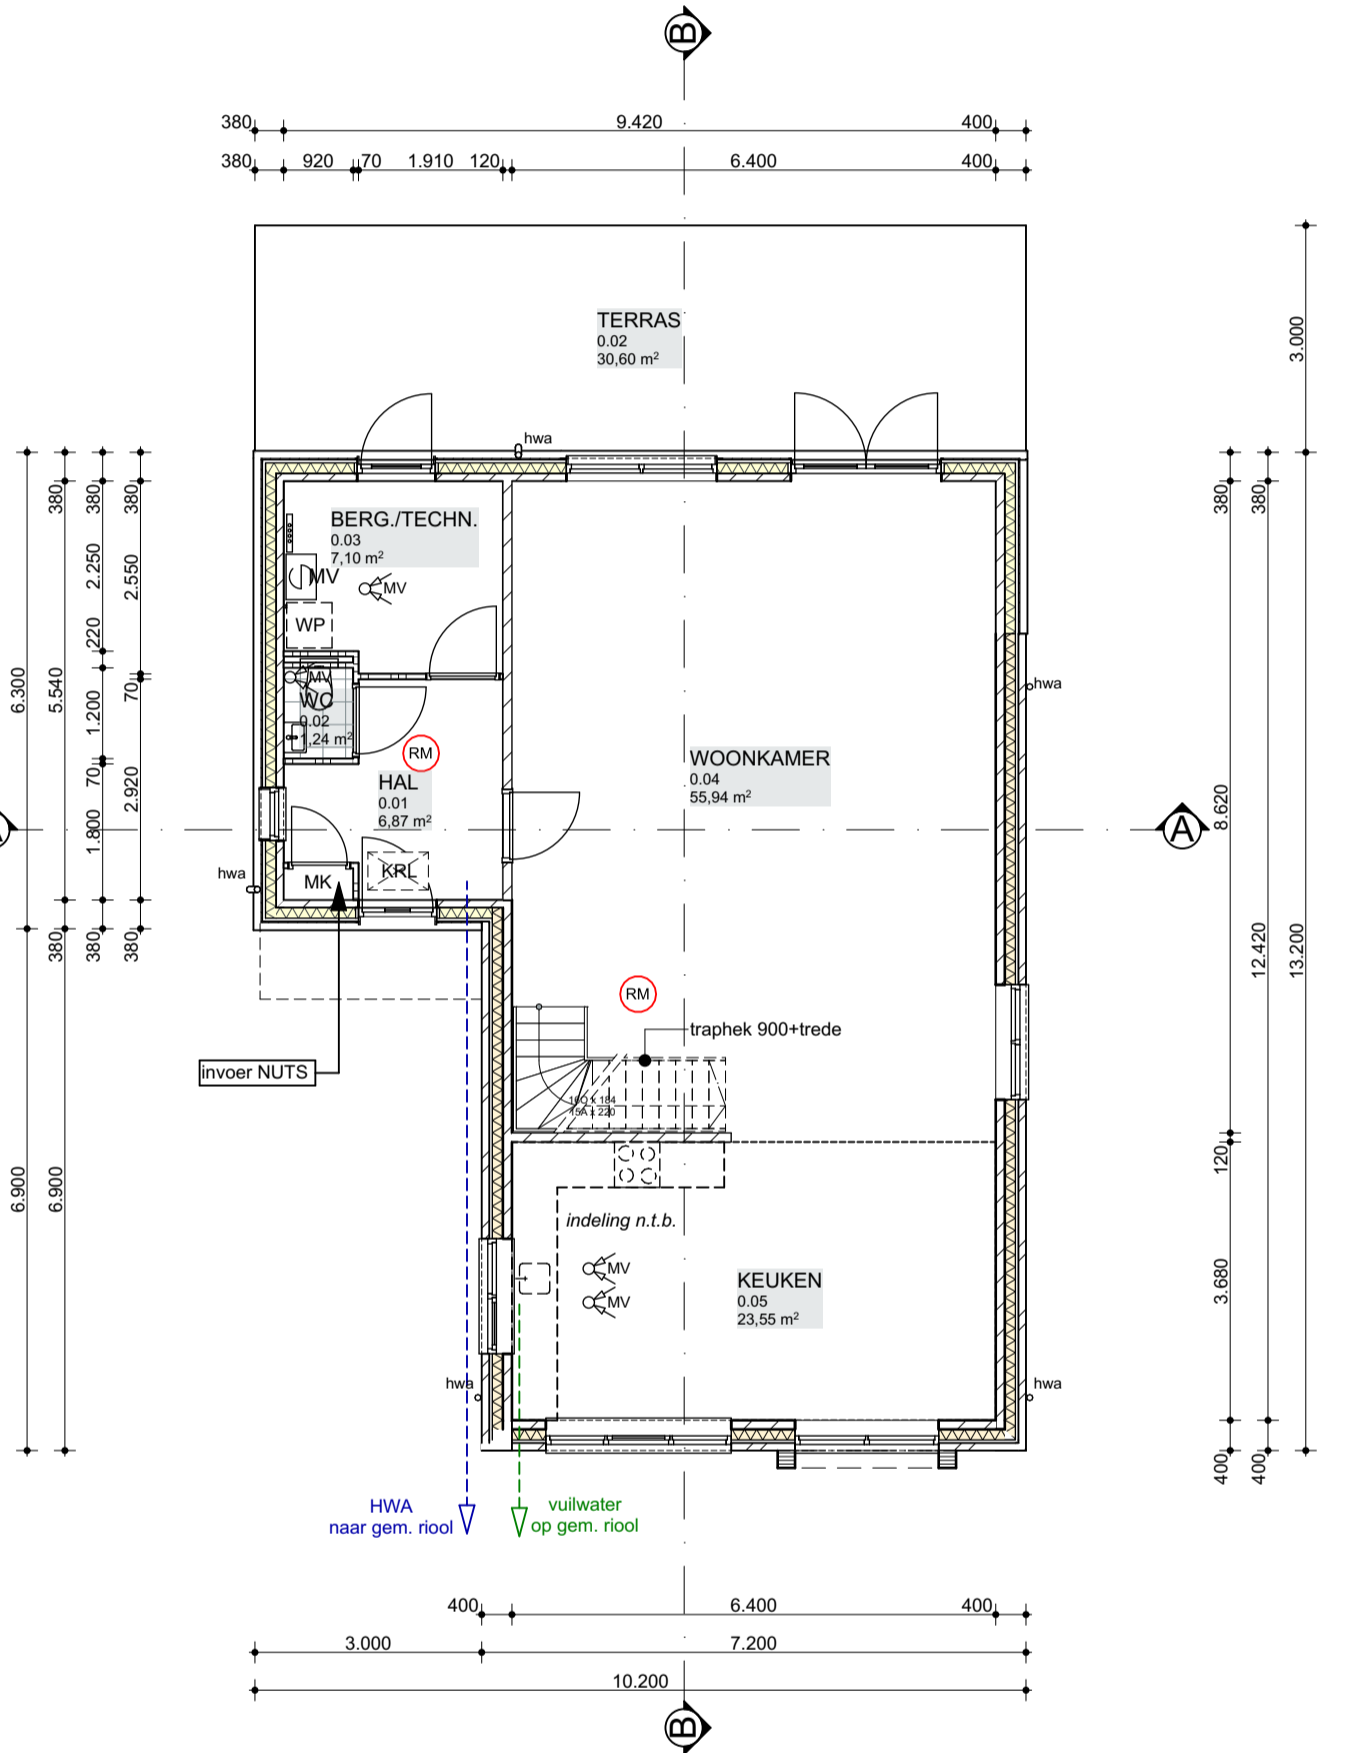 B
380
9.420
400
380
920
70
1.910
120
6.400
400
TERRAS
0.02
30,60 m²
3.000
hwa
380
380
380
380
380
BERG./TECHN.
0.03
7,10 m²
MV
MV
WP
2.250
2.550
220
6.300
5.540
70
1.200
MV
WC
0.02
1,24 m²
hwa
RM
HAL
0.01
6,87 m²
WOONKAMER
0.04
55,94 m²
70
2.920
1.800
8.620
A
hwa
MK
KRL
380
380
380
12.420
13.200
RM
traphek 900+trede
invoer NUTS
16O x 184
15A x 220
6.900
6.900
120
indeling n.t.b.
MV
MV
KEUKEN
0.05
23,55 m²
3.680
hwa
hwa
400
400
HWA
naar gem. riool
vuilwater
op gem. riool
400
6.400
400
3.000
7.200
10.200
B